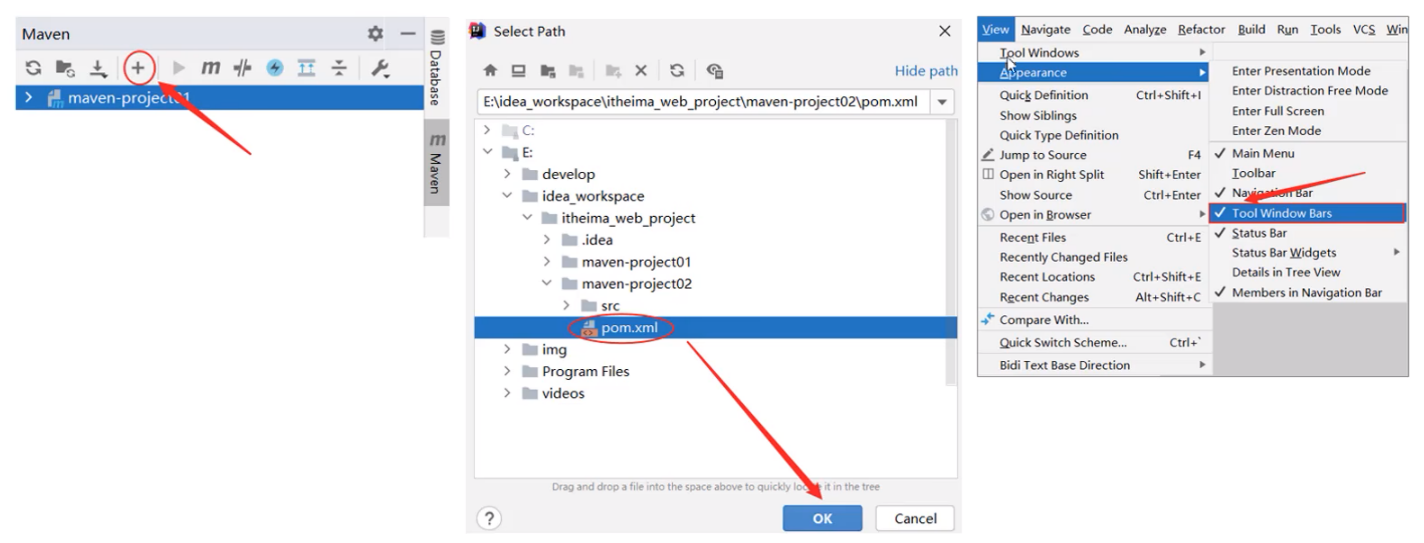 Maven
maven-project01
Database
m Maven
Select Path
Hide path
E:\idea_workspace\itheima_web_project\maven-project02\pom.xml
C:
E:
develop
idea_workspace
itheima_web_project
.idea
maven-project01
maven-project02
src
pom.xml
img
Program Files
videos
Drag and drop a file into the space above to quickly locate it in the tree
?
OK
Cancel
View Navigate Code Analyze Refactor Build Run Tools VCS Win
Tool Windows
Appearance
Quick Definition Ctrl+Shift+I
Show Siblings
Quick Type Definition
Jump to Source F4
Open in Right Split Shift+Enter
Show Source Ctrl+Enter
Open in Browser
Recent Files Ctrl+E
Recently Changed Files
Recent Locations Ctrl+Shift+E
Recent Changes Alt+Shift+C
Compare With...
Quick Switch Scheme... Ctrl+`
Bidi Text Base Direction
Enter Presentation Mode
Enter Distraction Free Mode
Enter Full Screen
Enter Zen Mode
Main Menu
Toolbar
Navigation Bar
Tool Window Bars
Status Bar
Status Bar Widgets
Details in Tree View
Members in Navigation Bar